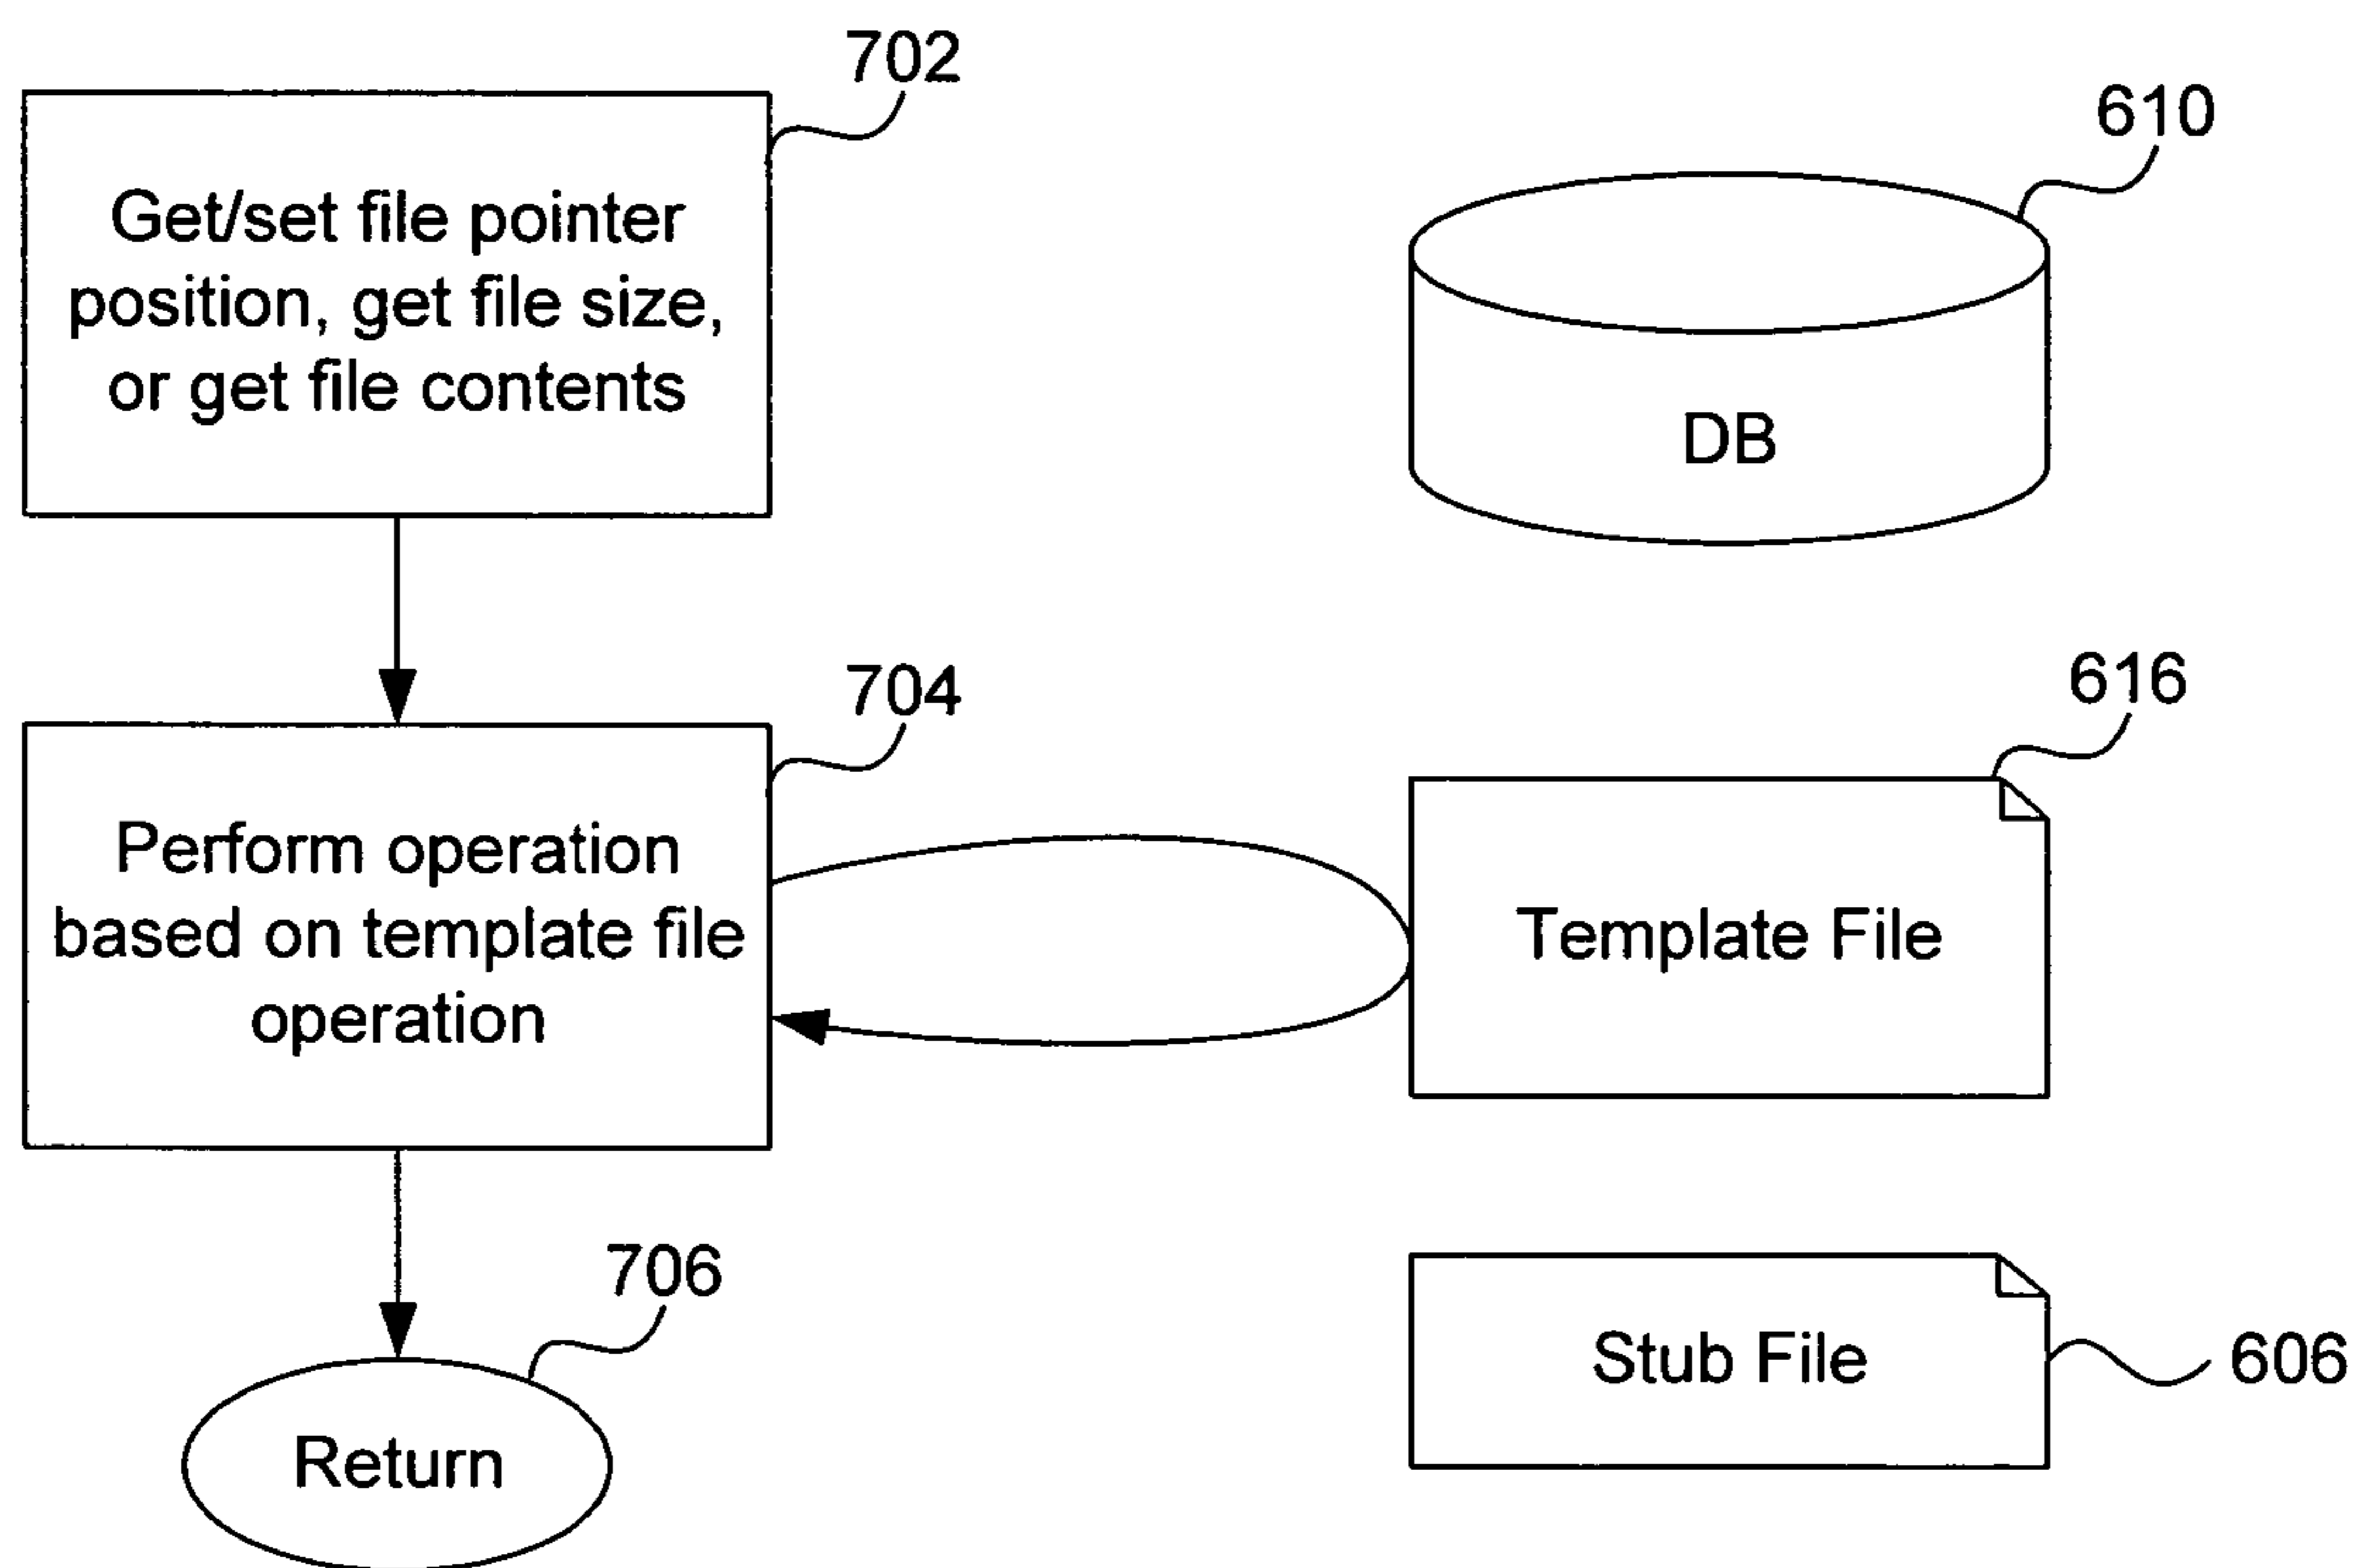 702
Get/set file pointer
position, get file size,
or get file contents
610
DB
704
Perform operation
based on template file
operation
616
Template File
706
Return
Stub File
606